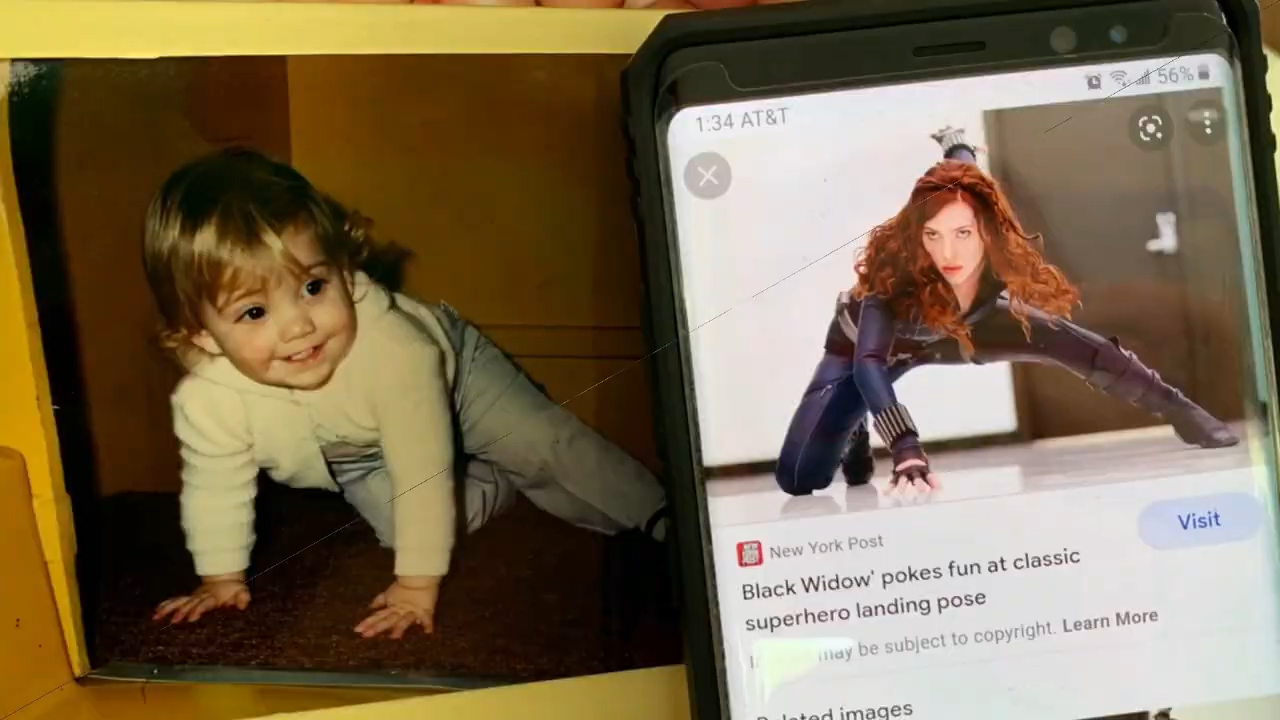 1:34 AT&T
56%
New York Post
Visit
Black Widow' pokes fun at classic
superhero landing pose
may be subject to copyright. Learn More
Related images